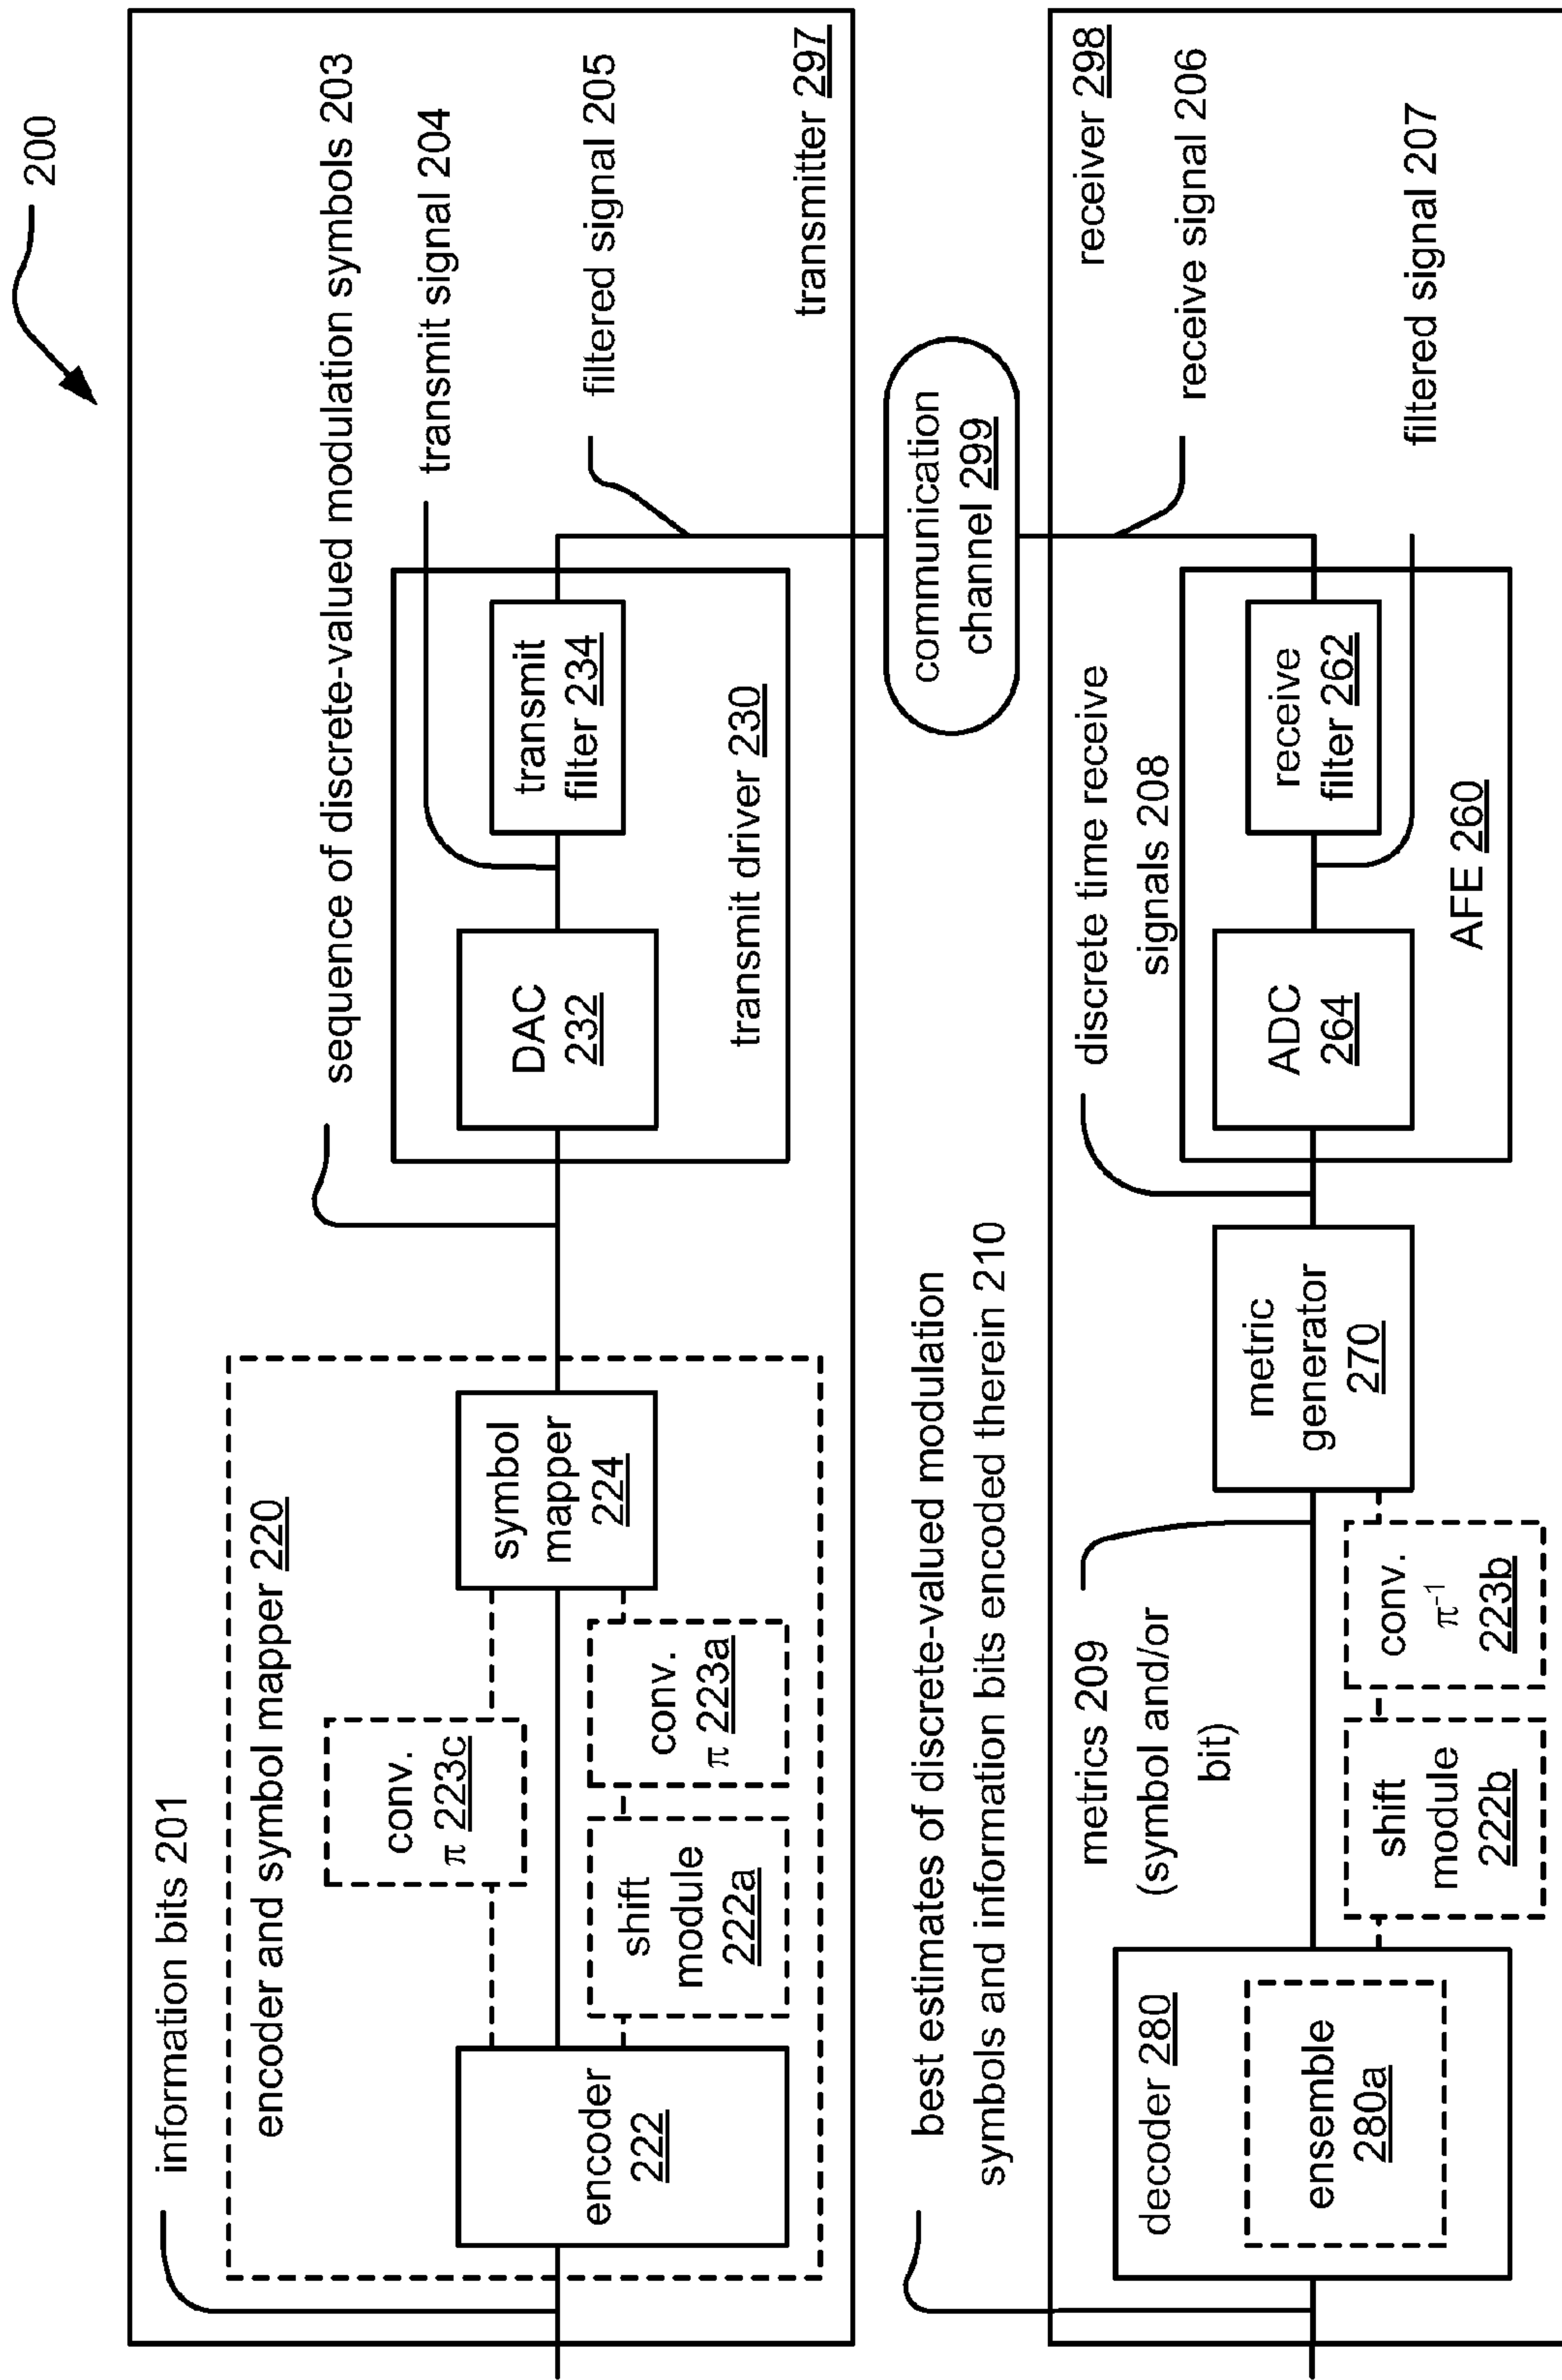 200
information bits 201
encoder and symbol mapper 220
sequence of discrete-valued modulation symbols 203
transmit signal 204
filtered signal 205
encoder
222
conv.
π 223c
shift
module
222a
conv.
π 223a
symbol
mapper
224
DAC
232
transmit
filter 234
transmit driver 230
transmitter 297
communication
channel 299
best estimates of discrete-valued modulation
symbols and information bits encoded therein 210
receiver 298
receive signal 206
filtered signal 207
discrete time receive
signals 208
metrics 209
(symbol and/or
bit)
decoder 280
ensemble
280a
shift
module
222b
conv.
π-1
223b
metric
generator
270
ADC
264
receive
filter 262
AFE 260